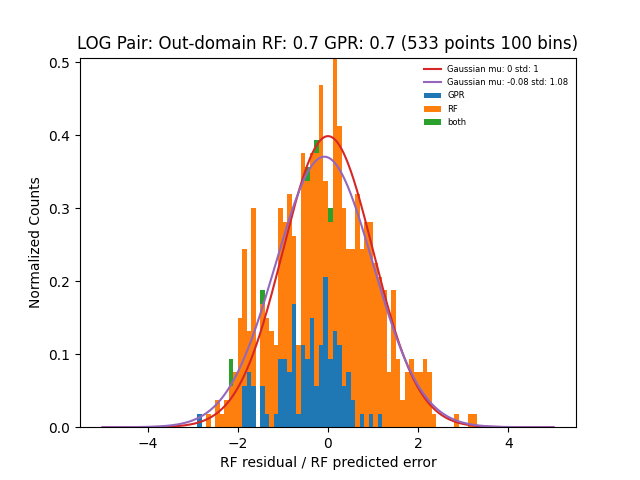 LOG Pair: Out-domain RF: 0.7 GPR: 0.7 (533 points 100 bins)
Gaussian mu: 0 std: 1
Gaussian mu: -0.08 std: 1.08
GPR
RF
both
Normalized Counts
0.5
0.4
0.3
0.2
0.1
0.0
−4 −2 0 2 4
RF residual / RF predicted error